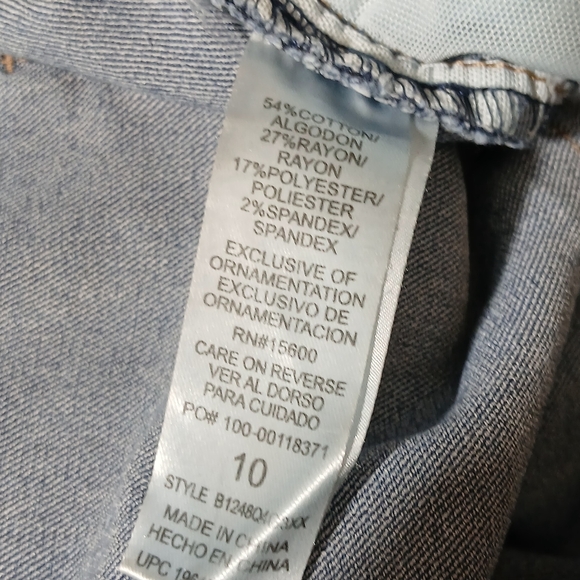 54%COTTON/
ALGODON
27%RAYON/
RAYON
17%POLYESTER/
POLIESTER
2%SPANDEX/
SPANDEX
EXCLUSIVE OF
ORNAMENTATION
EXCLUSIVO DE
ORNAMENTACION
RN#15600
CARE ON REVERSE
VER AL DORSO
PARA CUIDADO
PO# 100-00118371
10
STYLE
MADE IN CHINA
HECHO EN CHINA
UPC